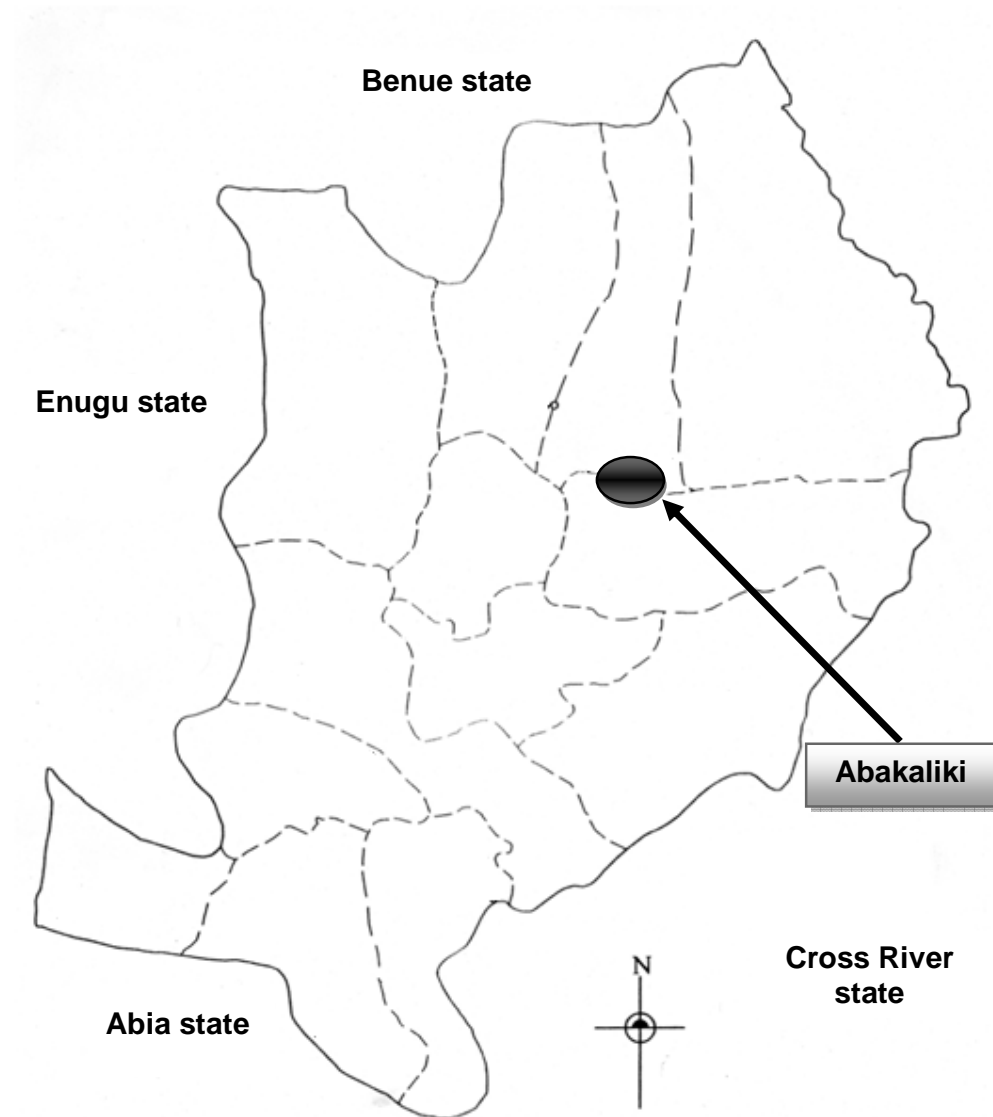 Benue state
Enugu state
Abakaliki
N
Cross River
state
Abia state